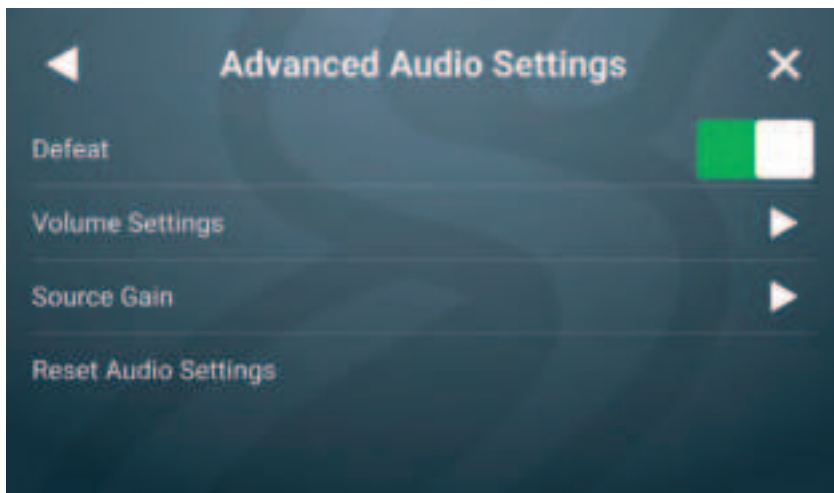 Advanced Audio Settings
Defeat
Volume Settings
Source Gain
Reset Audio Settings